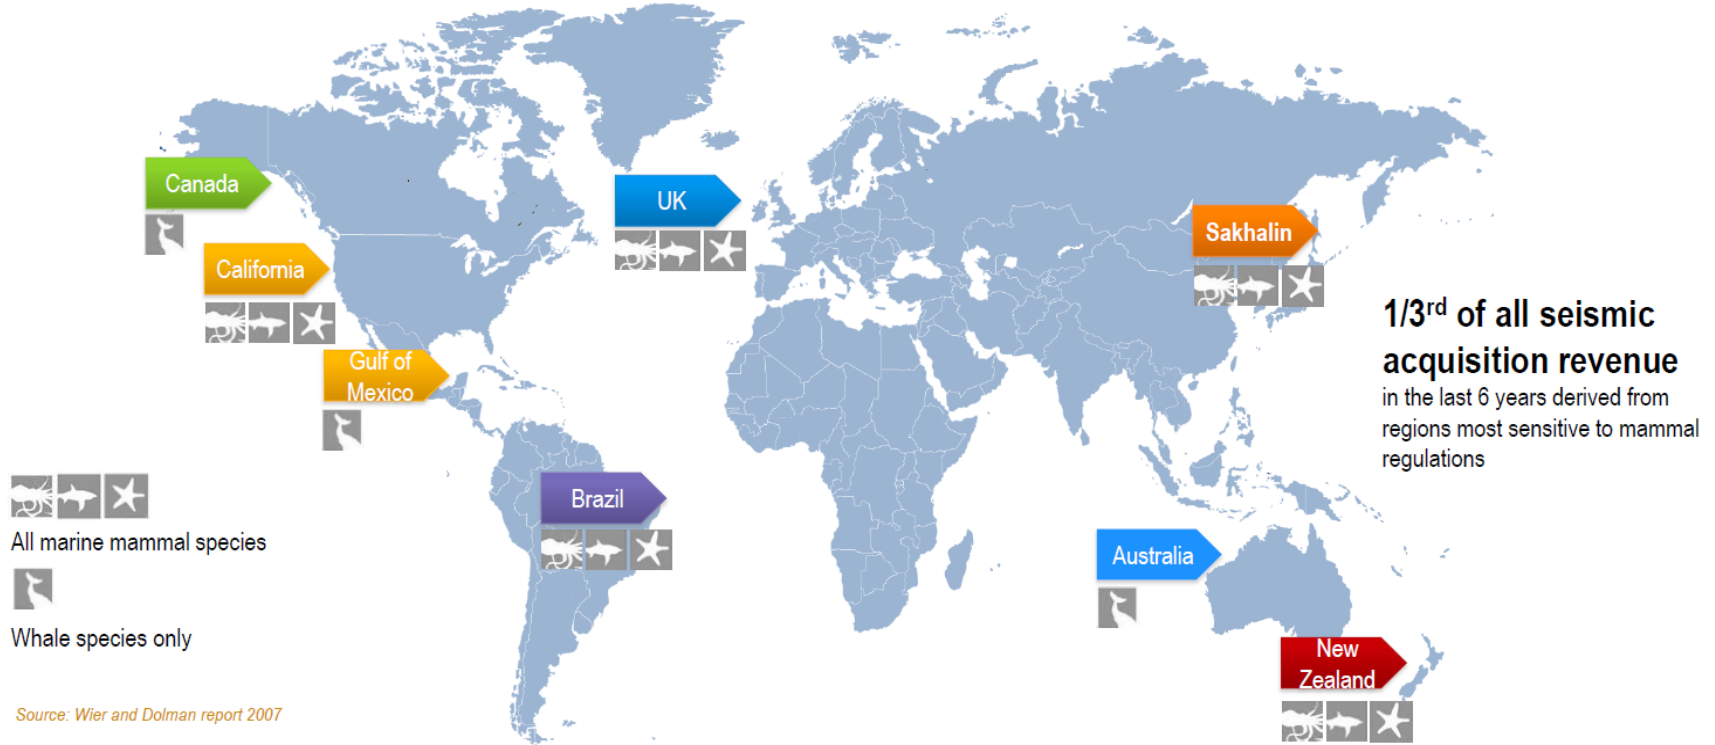 Canada
UK
Sakhalin
California
1/3rd of all seismic
acquisition revenue
in the last 6 years derived from
regions most sensitive to mammal
regulations
Gulf of
Mexico
Brazil
All marine mammal species
Australia
Whale species only
New
Zealand
Source: Wier and Dolman report 2007